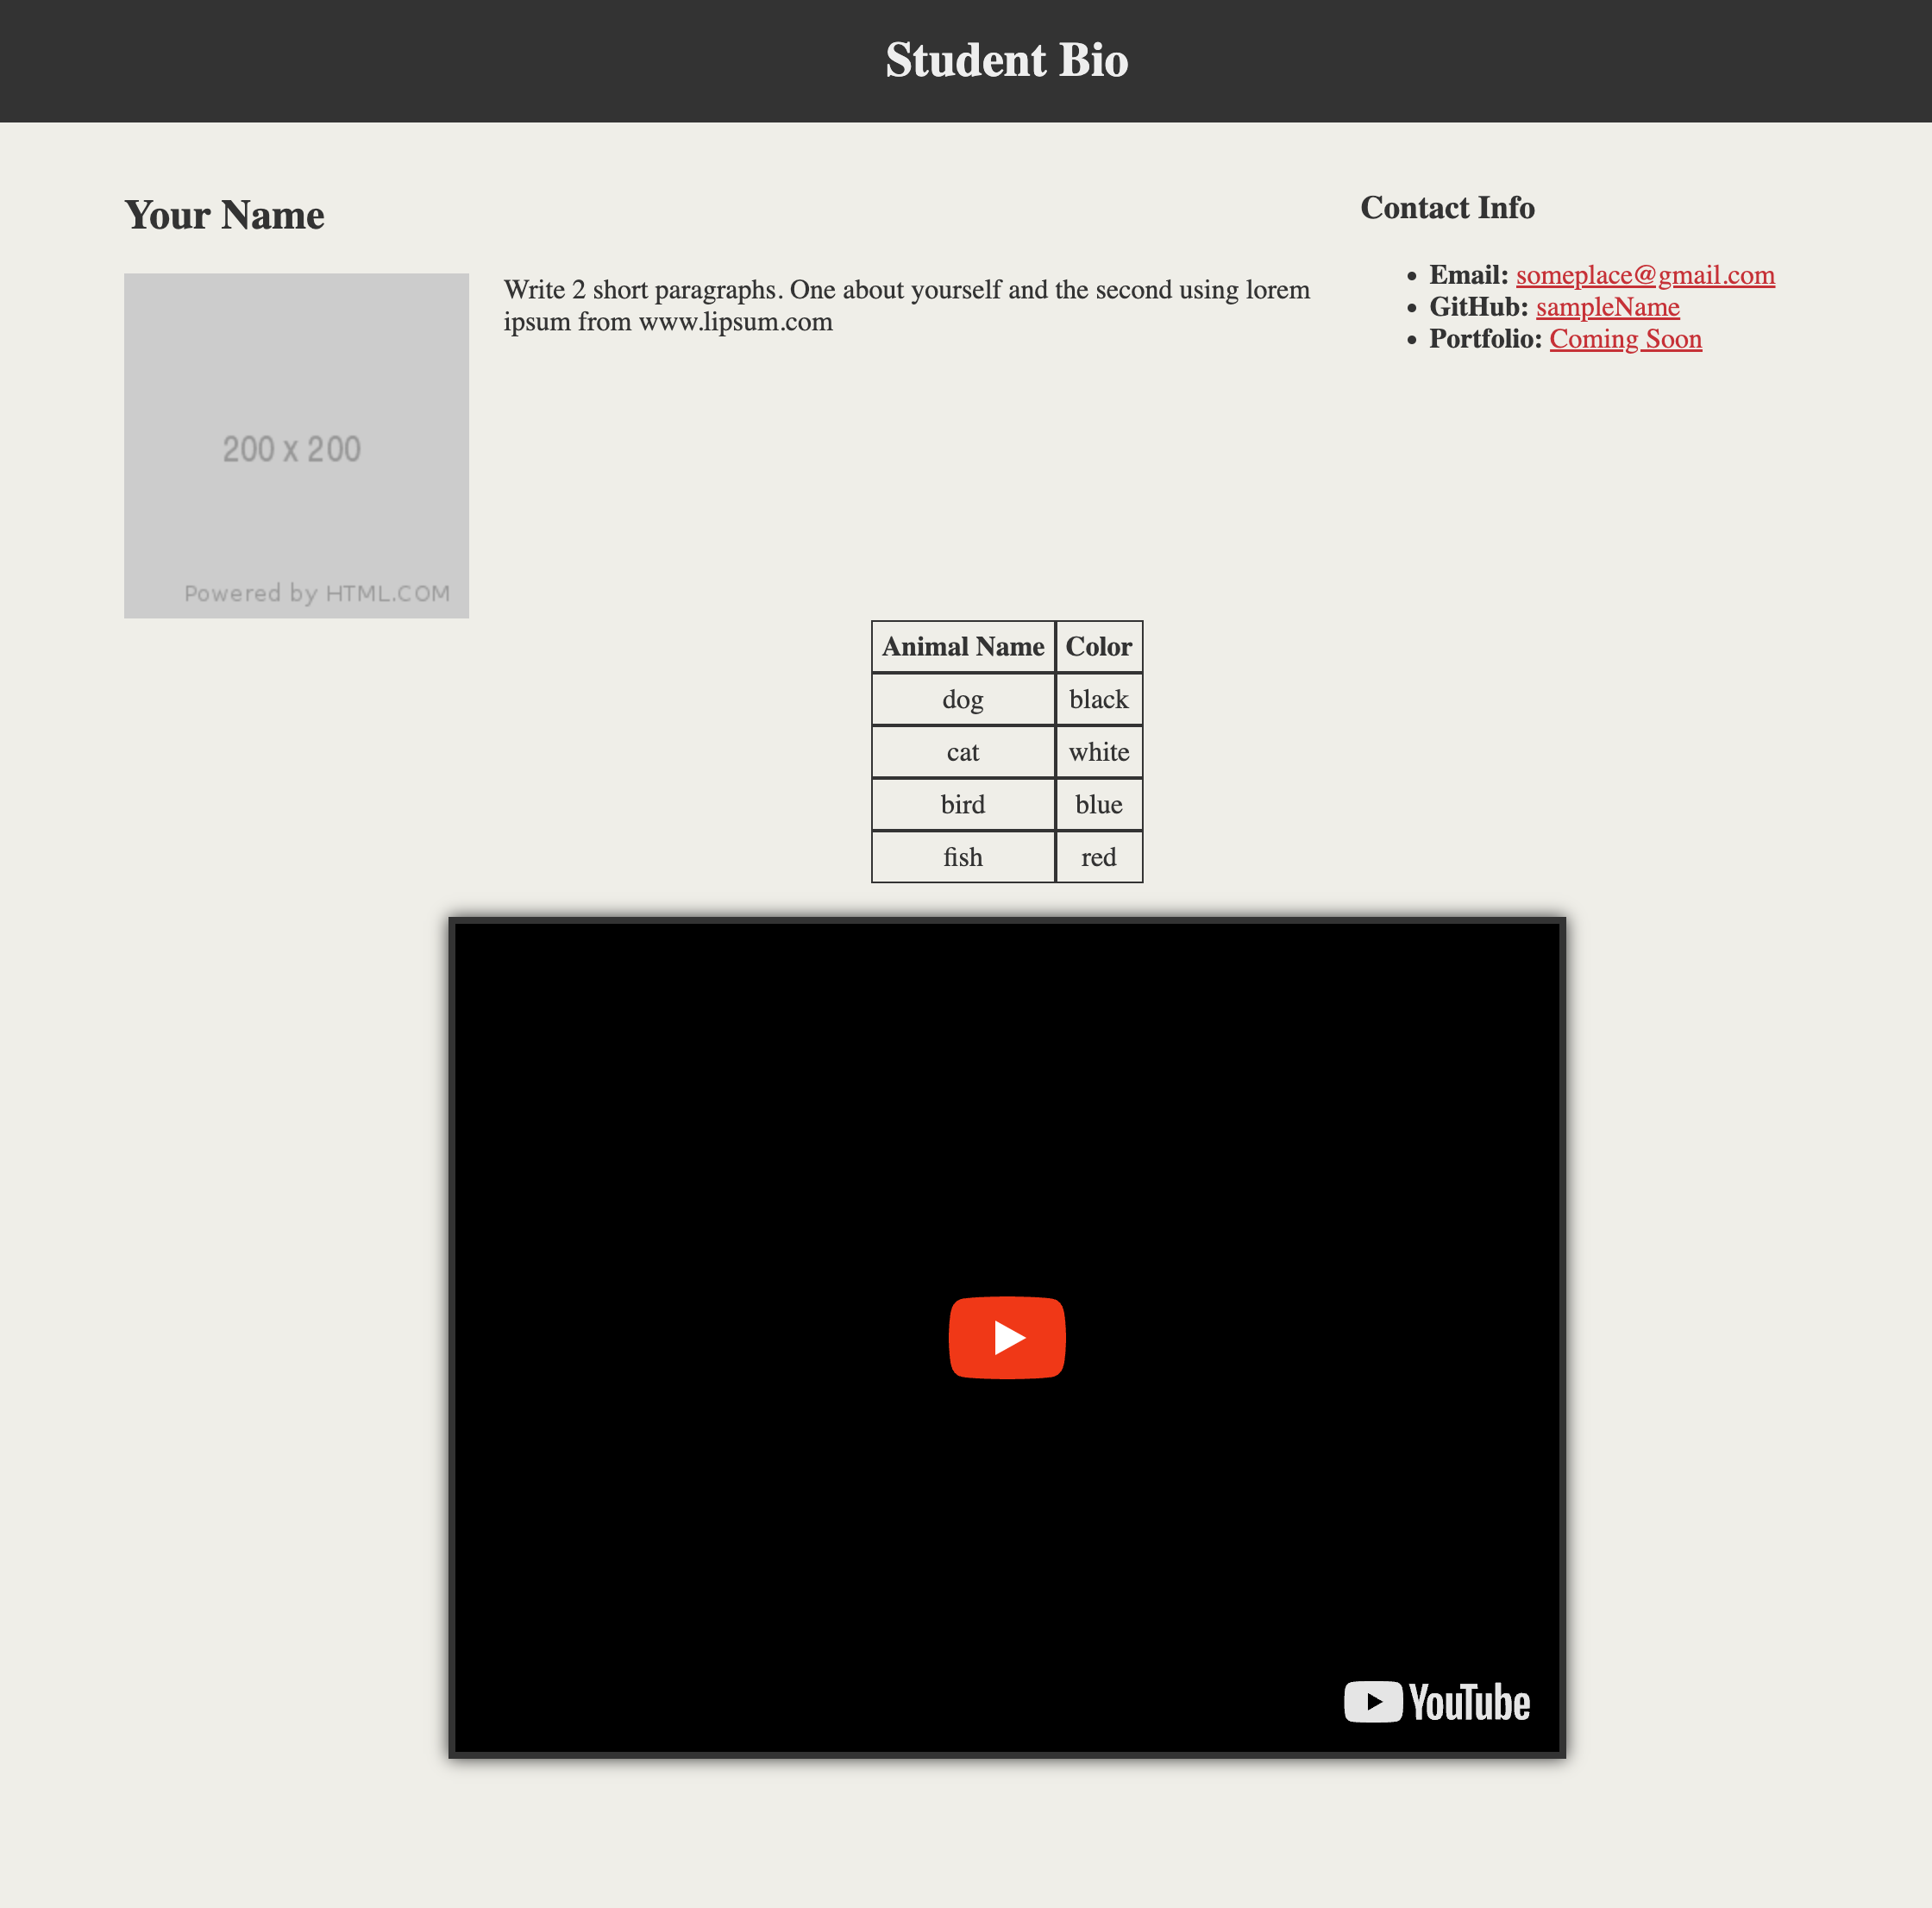 Student Bio
Your Name
200 x 200
Powered by HTML.COM
Write 2 short paragraphs. One about yourself and the second using lorem
ipsum from www.lipsum.com
Contact Info
Email: someplace@gmail.com
GitHub: sampleName
Portfolio: Coming Soon
Animal Name Color
dog black
cat white
bird blue
fish red
YouTube